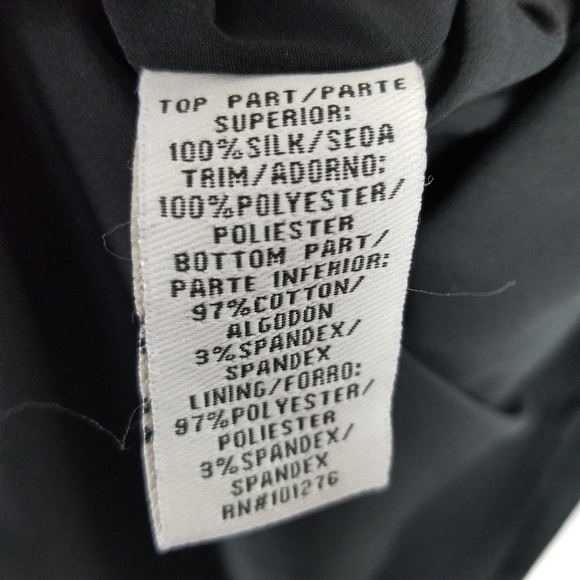 TOP PART/PARTE
SUPERIOR:
100%SILK/SEDA
TRIM/ADORNO:
100%POLYESTER/
POLIESTER
BOTTOM PART/
PARTE INFERIOR:
97%COTTON/
ALGODON
3%SPANDEX/
SPANDEX
LINING/FORRO:
97%POLYESTER/
POLIESTER
3%SPANDEX/
SPANDEX
RN#101276